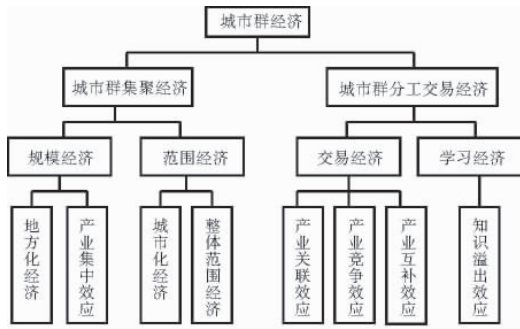 城市群经济
城市群集聚经济
城市群分工交易经济
规模经济
范围经济
交易经济
学习经济
地方化经济
产业集中效应
城市化经济
整体范围经济
产业关联效应
产业竞争效应
产业互补效应
知识溢出效应